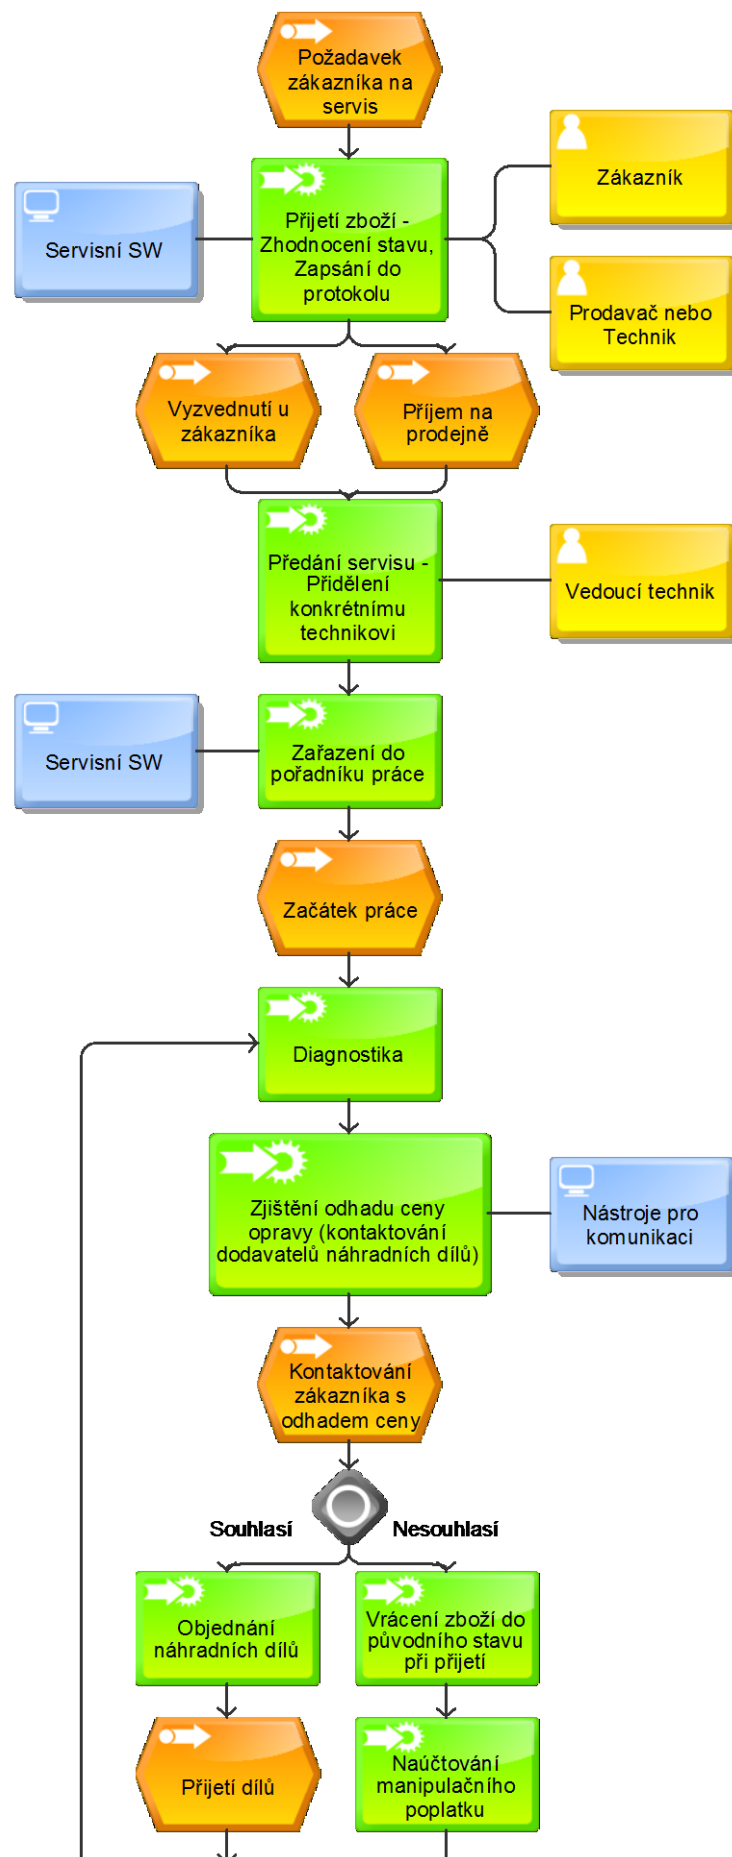 Požadavek
zákazníka na
servis
Zákazník
Servisní SW
Přijetí zboží -
Zhodnocení stavu,
Zapsání do
protokolu
Prodavač nebo
Technik
Vyzvednutí u
zákazníka
Příjem na
prodejně
Předání servisu -
Přidělení
konkrétnímu
technikovi
Vedoucí technik
Servisní SW
Zařazení do
pořadníku práce
Začátek práce
Diagnostika
Zjištění odhadu ceny
opravy (kontaktování
dodavatelů náhradních dílů)
Nástroje pro
komunikaci
Kontaktování
zákazníka s
odhadem ceny
Souhlasí
Nesouhlasí
Objednání
náhradních dílů
Vrácení zboží do
původního stavu
při přijetí
Přijetí dílů
Naúčtování
manipulačního
poplatku